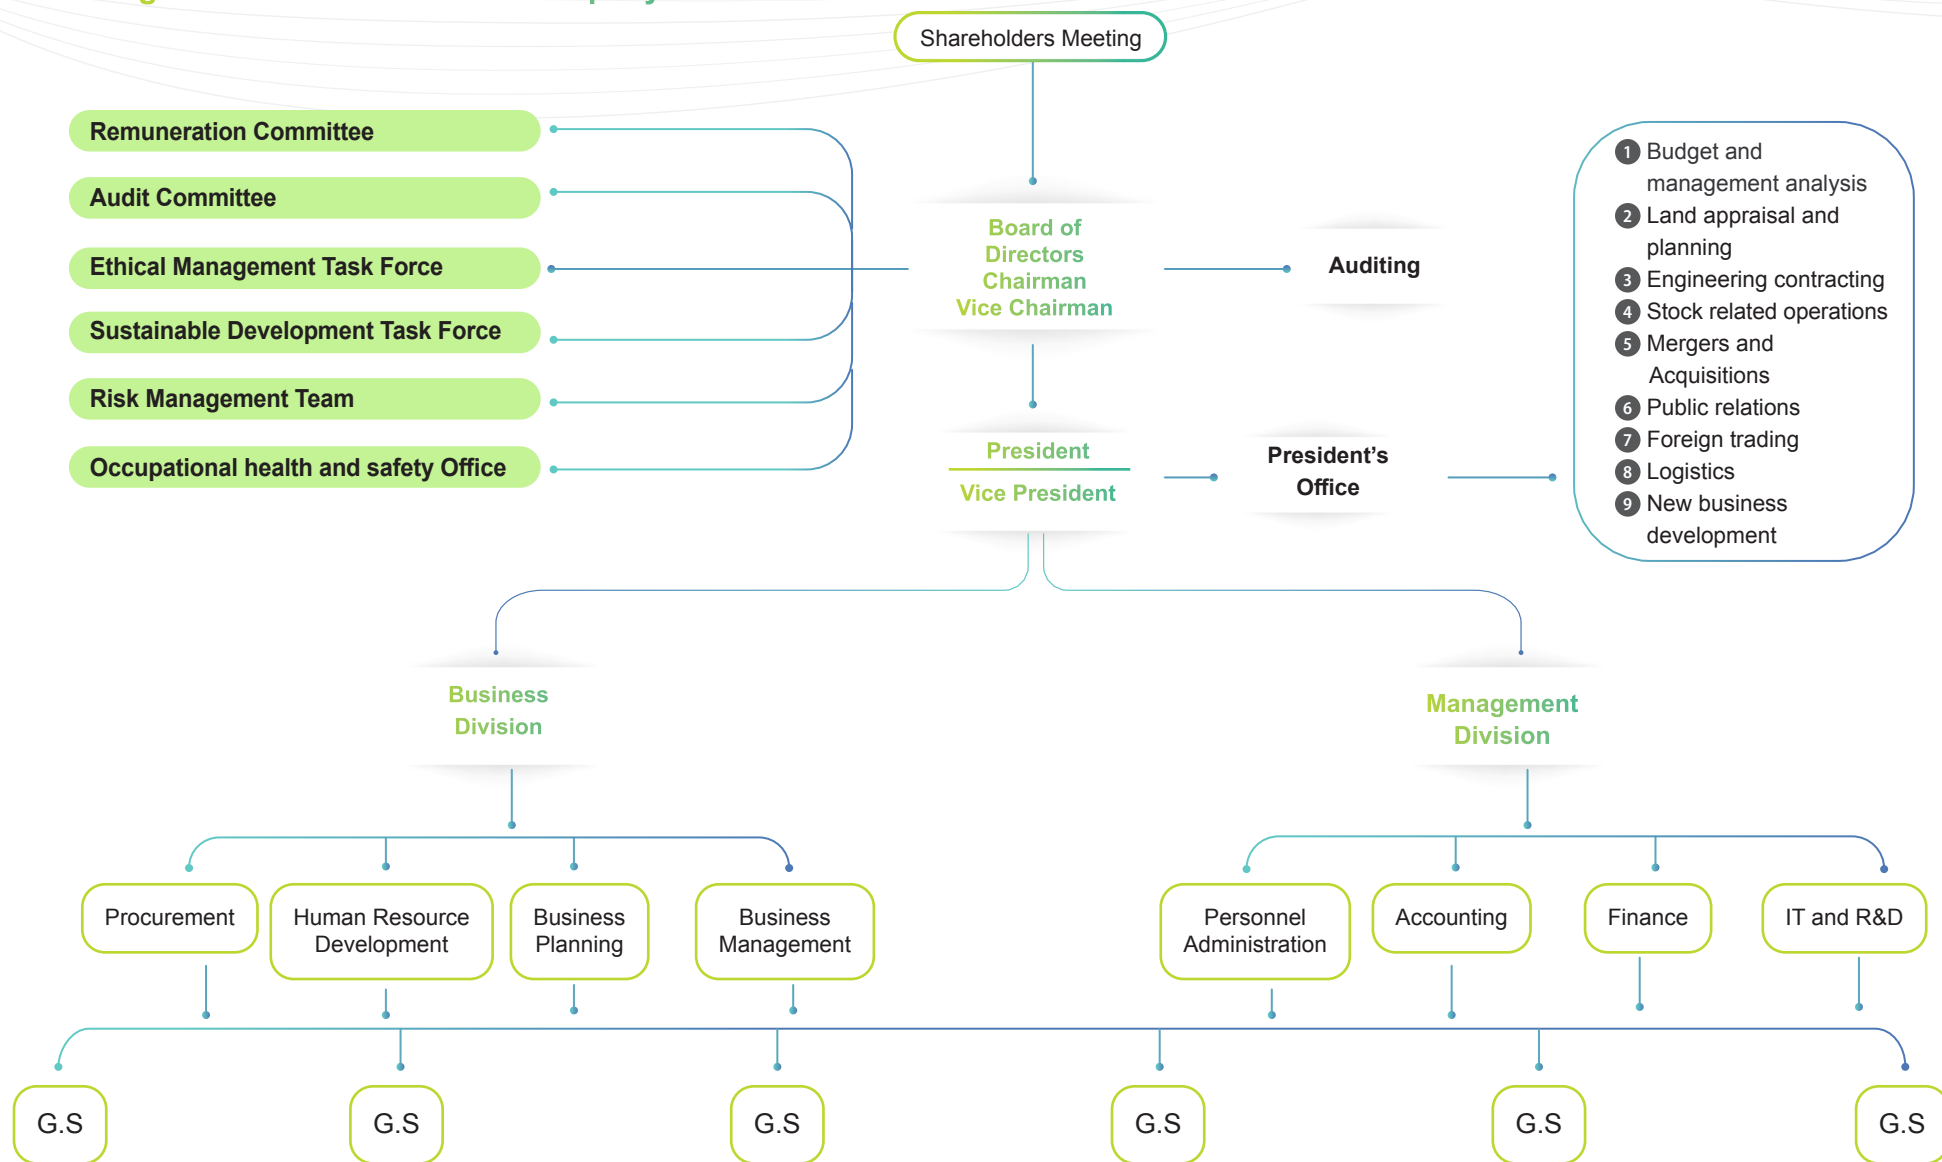 Shareholders Meeting
Remuneration Committee
Audit Committee
Ethical Management Task Force
Sustainable Development Task Force
Risk Management Team
Occupational health and safety Office
Board of
Directors
Chairman
Vice Chairman
Auditing
President
Vice President
President’s
Office
1 Budget and
management analysis
2 Land appraisal and
planning
3 Engineering contracting
4 Stock related operations
5 Mergers and
Acquisitions
6 Public relations
7 Foreign trading
8 Logistics
9 New business
development
Business
Division
Management
Division
Procurement
Human Resource
Development
Business
Planning
Business
Management
Personnel
Administration
Accounting
Finance
IT and R&D
G.S
G.S
G.S
G.S
G.S
G.S